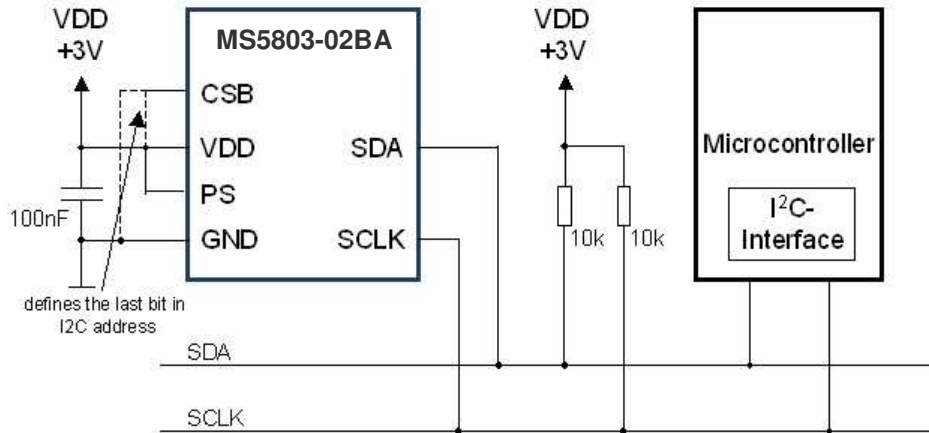 VDD
+3V
MS5803-02BA
CSB
VDD
PS
GND
SDA
SCLK
100nF
defines the last bit in
I2C address
VDD
+3V
10k
10k
Microcontroller
I²C-
Interface
SDA
SCLK